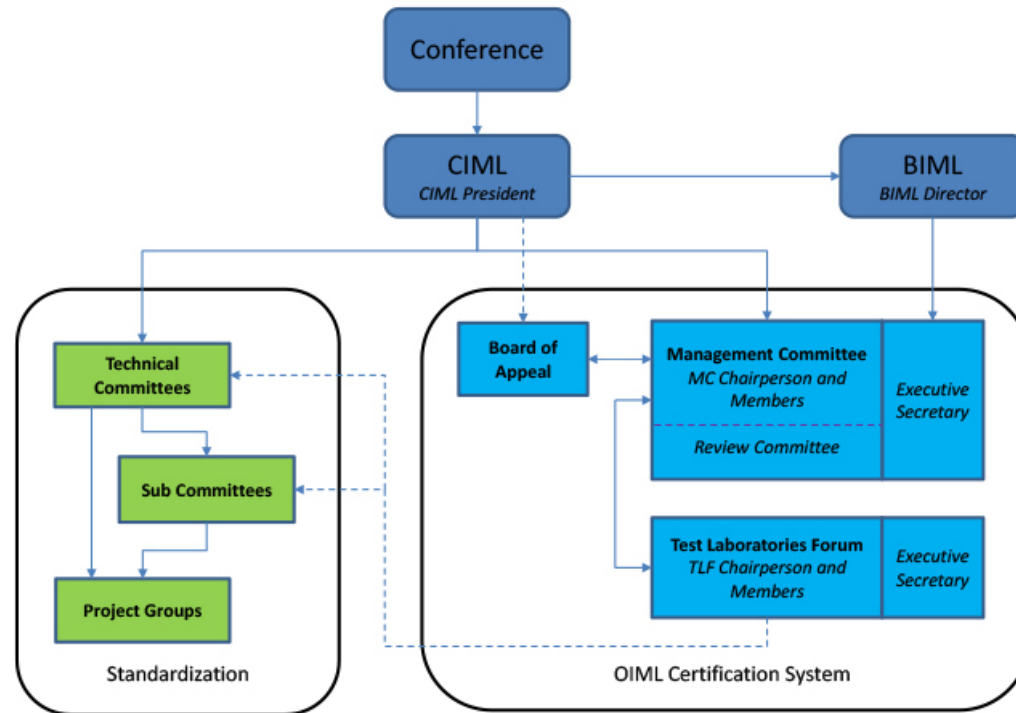 Conference
CIML
CIML President
BIML
BIML Director
Technical
Committees
Sub Committees
Project Groups
Standardization
Board of
Appeal
Management Committee
MC Chairperson and
Members
Review Committee
Executive
Secretary
Test Laboratories Forum
TLF Chairperson and
Members
Executive
Secretary
OIML Certification System